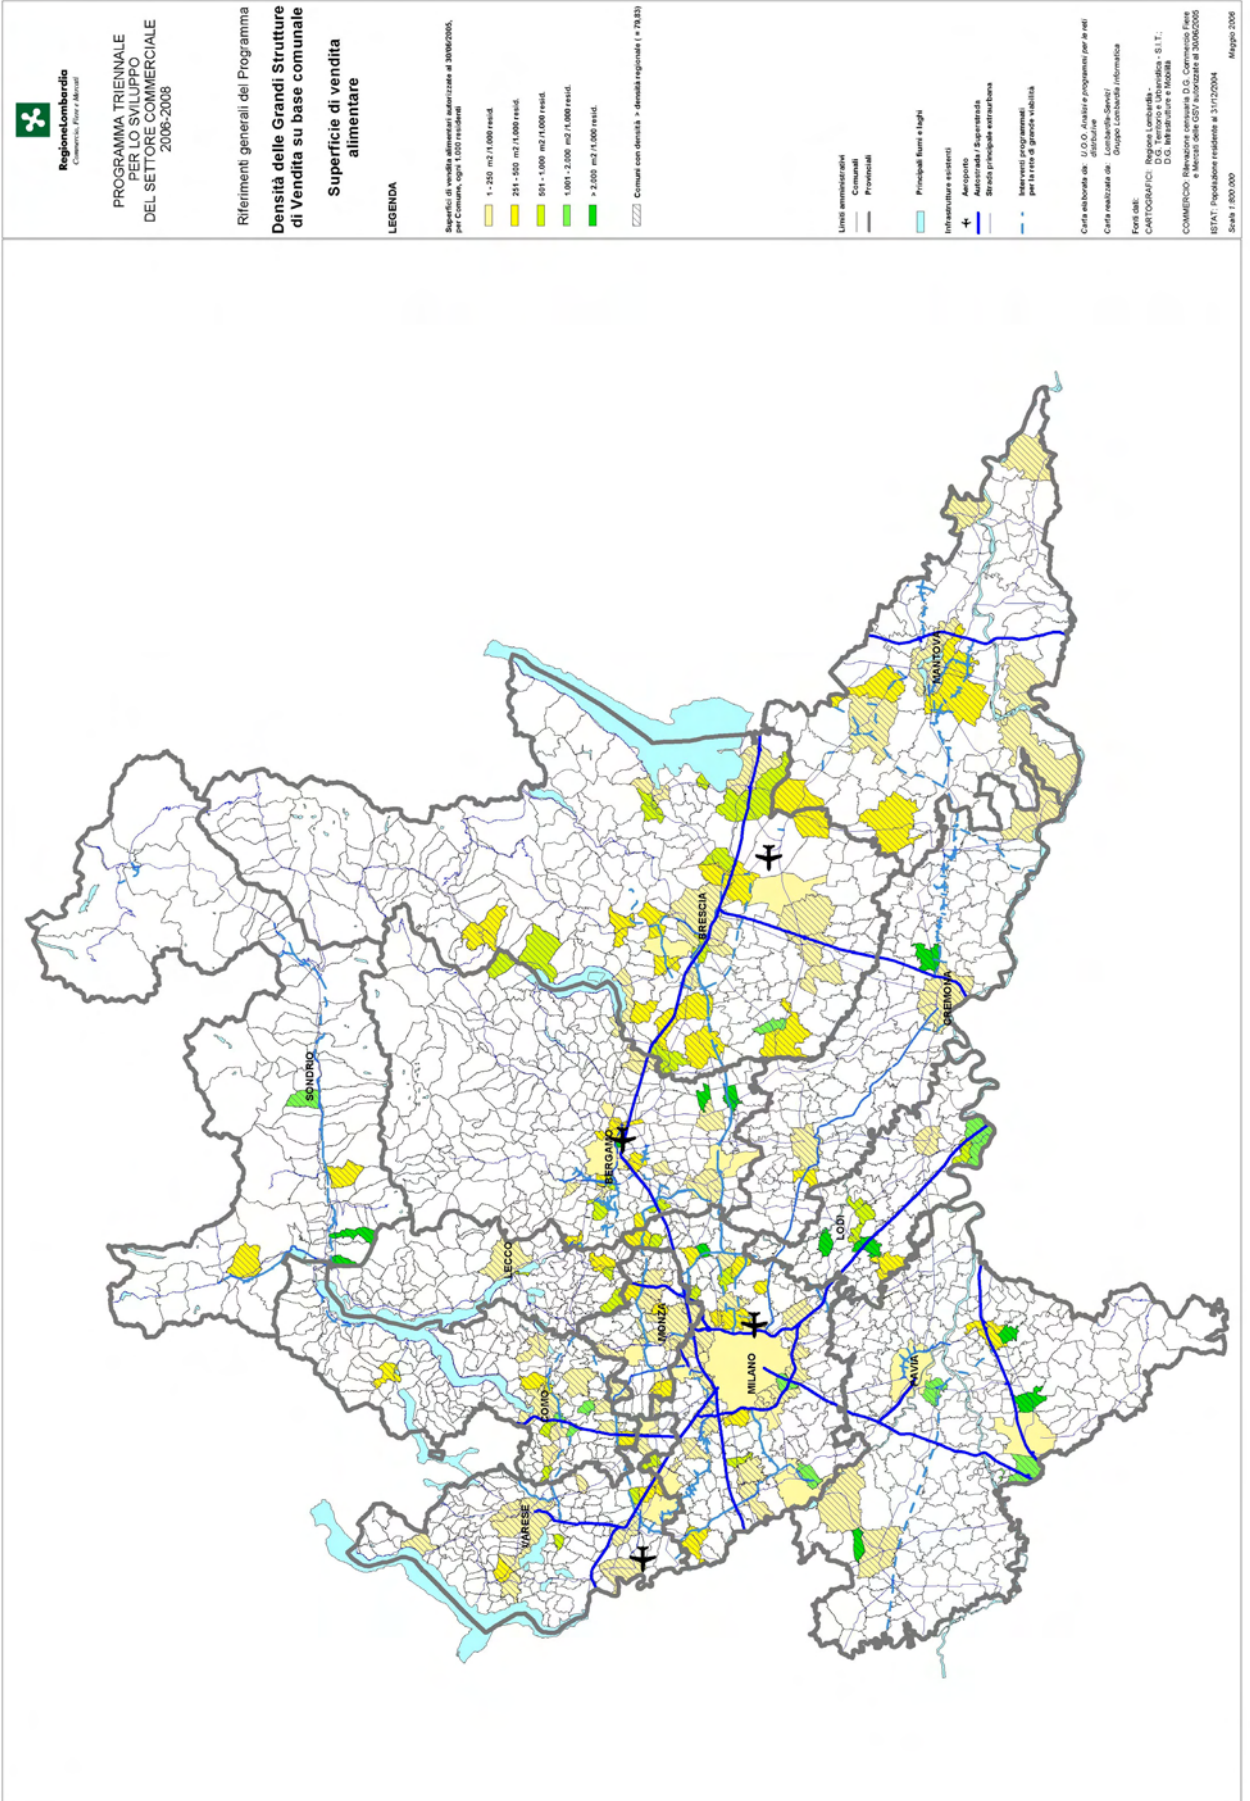 RegioneLombardia
Commercio, Fiere e Mercati
PROGRAMMA TRIENNALE
PER LO SVILUPPO
DEL SETTORE COMMERCIALE
2006-2008
Riferimenti generali del Programma
Densità delle Grandi Strutture
di Vendita su base comunale
Superficie di vendita
alimentare
LEGENDA
Superfici di vendita alimentari autorizzate al 30/06/2005,
per Comune, ogni 1.000 residenti
1 - 250 m2 /1.000 resid.
251 - 500 m2 /1.000 resid.
501 - 1.000 m2 /1.000 resid.
1.001 - 2.000 m2 /1.000 resid.
> 2.000 m2 /1.000 resid.
Comuni con densità > densità regionale ( = 79,83)
Limiti amministrativi
Comunali
Provinciali
Principali fiumi e laghi
Infrastrutture esistenti
Aeroporto
Autostrada / Superstrada
Strada principale extraurbana
Interventi programmati
per la rete di grande viabilità
Carta elaborata da: U.O.O. Analisi e programmi per le reti
distributive
Carta realizzata da: Lombardia-Servizi
Gruppo Lombardia Informatica
Fonti dati:
CARTOGRAFICI: Regione Lombardia -
D.G. Territorio e Urbanistica - S.I.T.;
D.G. Infrastrutture e Mobilità
COMMERCIO: Rilevazione censuaria D.G. Commercio Fiere
e Mercati delle GSV autorizzate al 30/06/2005
ISTAT: Popolazione residente al 31/12/2004
Scala 1:800.000 Maggio 2006
SONDRIO
LECCO
COMO
VARESE
BERGAMO
MONZA
MILANO
BRESCIA
LODI
PAVIA
CREMONA
MANTOVA